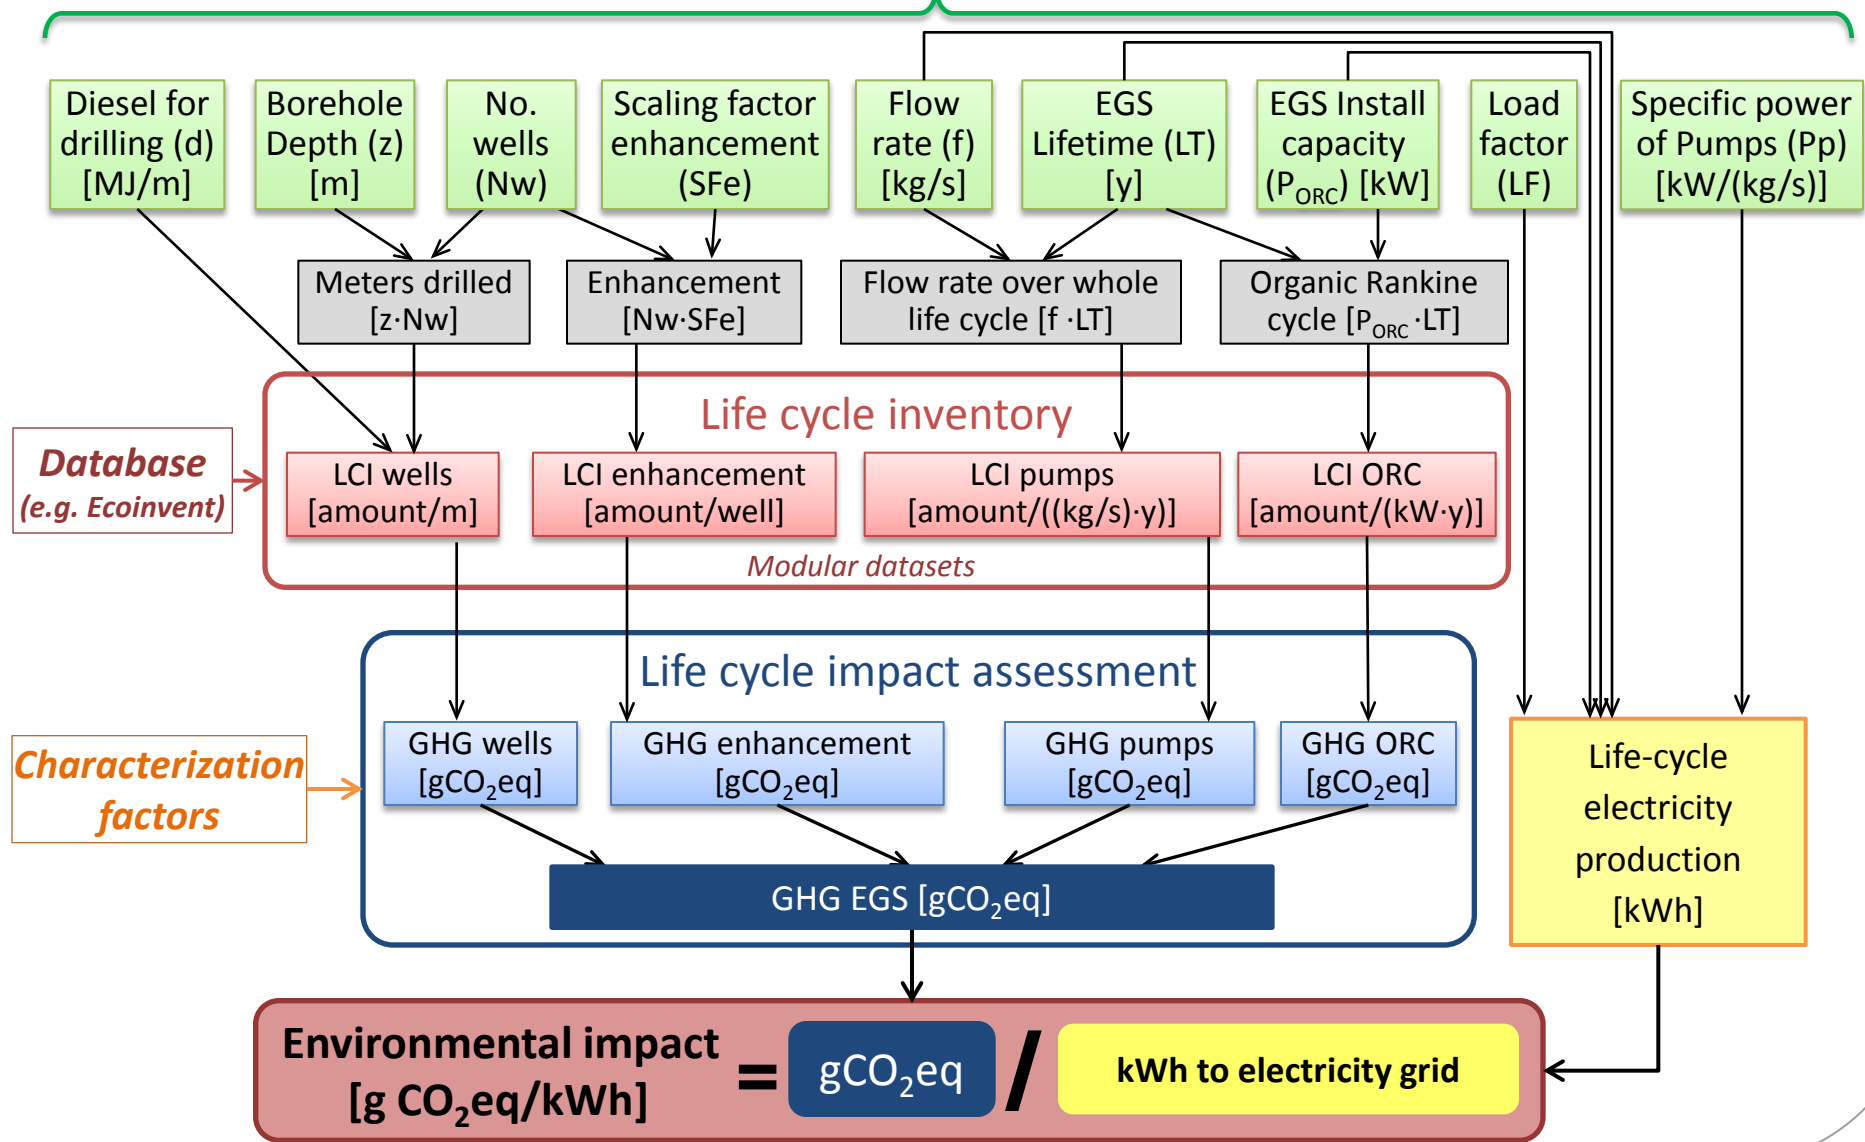 Diesel for
drilling (d)
[MJ/m]
Borehole
Depth (z)
[m]
No.
wells
(Nw)
Scaling factor
enhancement
(SFe)
Flow
rate (f)
[kg/s]
EGS
Lifetime (LT)
[y]
EGS Install
capacity
(P_ORC) [kW]
Load
factor
(LF)
Specific power
of Pumps (Pp)
[kW/(kg/s)]
Meters drilled
[z·Nw]
Enhancement
[Nw·SFe]
Flow rate over whole
life cycle [f ·LT]
Organic Rankine
cycle [P_ORC ·LT]
Life cycle inventory
Database
(e.g. Ecoinvent)
LCI wells
[amount/m]
LCI enhancement
[amount/well]
LCI pumps
[amount/((kg/s)·y)]
LCI ORC
[amount/(kW·y)]
Modular datasets
Life cycle impact assessment
Characterization
factors
GHG wells
[gCO₂eq]
GHG enhancement
[gCO₂eq]
GHG pumps
[gCO₂eq]
GHG ORC
[gCO₂eq]
GHG EGS [gCO₂eq]
Life-cycle
electricity
production
[kWh]
Environmental impact
[g CO₂eq/kWh]
=
gCO₂eq
/
kWh to electricity grid